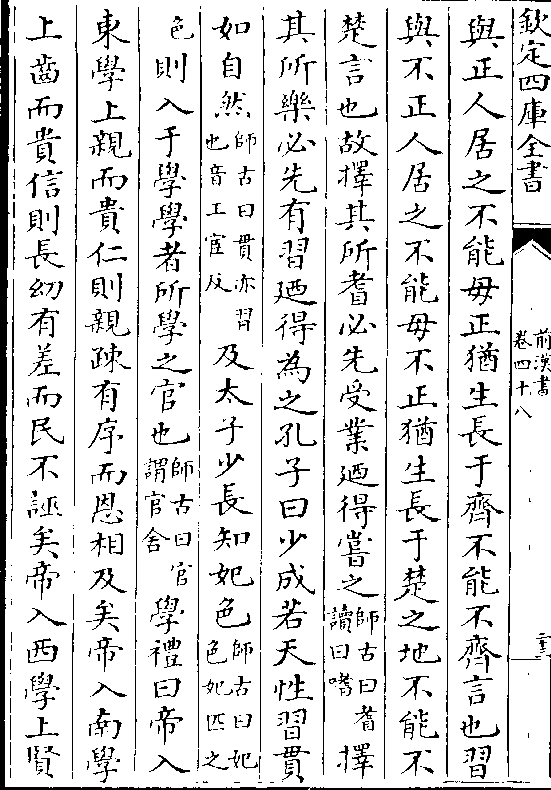 欽定四庫全書
前漢書
卷四十八
與正人居之不能毋正猶生長于齊不能不齊言也習
與不正人居之不能毋不正猶生長于楚之地不能不
楚言也故擇其所耆必先受業廼得嘗之師古曰耆讀曰嗜擇
其所樂必先有習廼得為之孔子曰少成若天性習貫
如自然師古曰貫亦習也音工宦反及太子少長知妃色師古曰妃色妃匹之
色則入于學學者所學之官也師古曰官謂官舍學禮曰帝入
東學上親而貴仁則親疎有序而恩相及矣帝入南學
上齒而貴信則長幼有差而民不誣矣帝入西學上賢